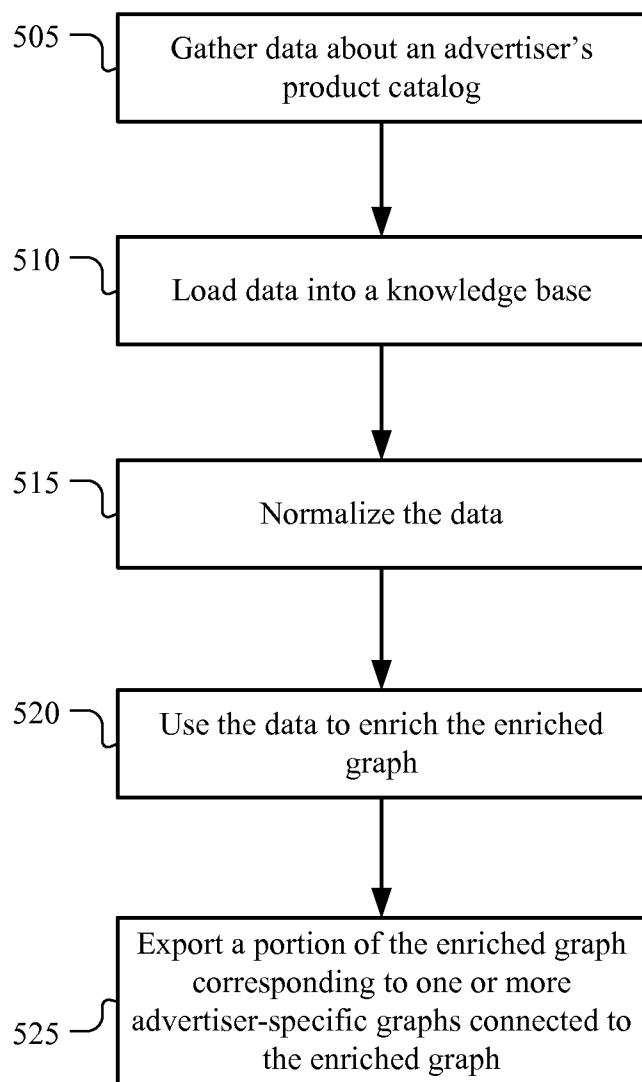 505
Gather data about an advertiser's
product catalog
510
Load data into a knowledge base
515
Normalize the data
520
Use the data to enrich the enriched
graph
525
Export a portion of the enriched graph
corresponding to one or more
advertiser-specific graphs connected to
the enriched graph